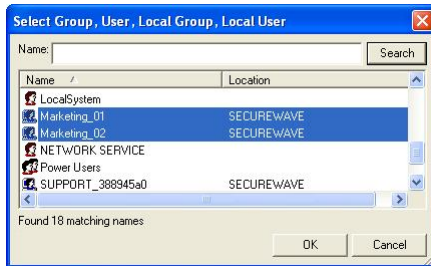 Select Group, User, Local Group, Local User
Name:
Search
Name Location
LocalSystem
Marketing_01 SECUREWAVE
Marketing_02 SECUREWAVE
NETWORK SERVICE
Power Users
SUPPORT_388945a0 SECUREWAVE
Found 18 matching names
OK Cancel